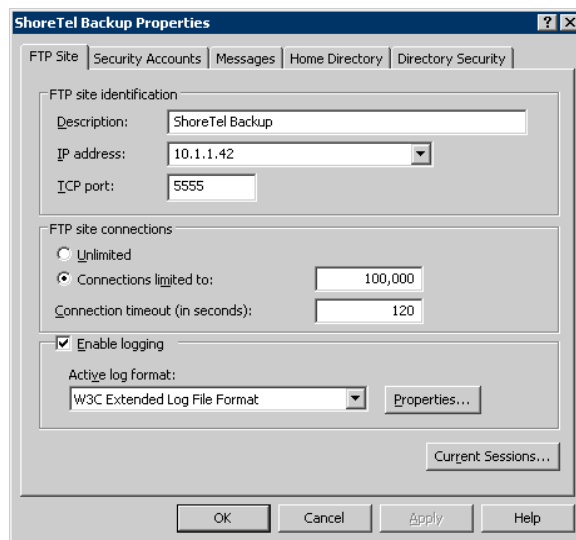 ShoreTel Backup Properties
FTP Site Security Accounts Messages Home Directory Directory Security
FTP site identification
Description: ShoreTel Backup
IP address: 10.1.1.42
TCP port: 5555
FTP site connections
Unlimited
Connections limited to: 100,000
Connection timeout (in seconds): 120
Enable logging
Active log format:
W3C Extended Log File Format Properties...
Current Sessions...
OK Cancel Apply Help